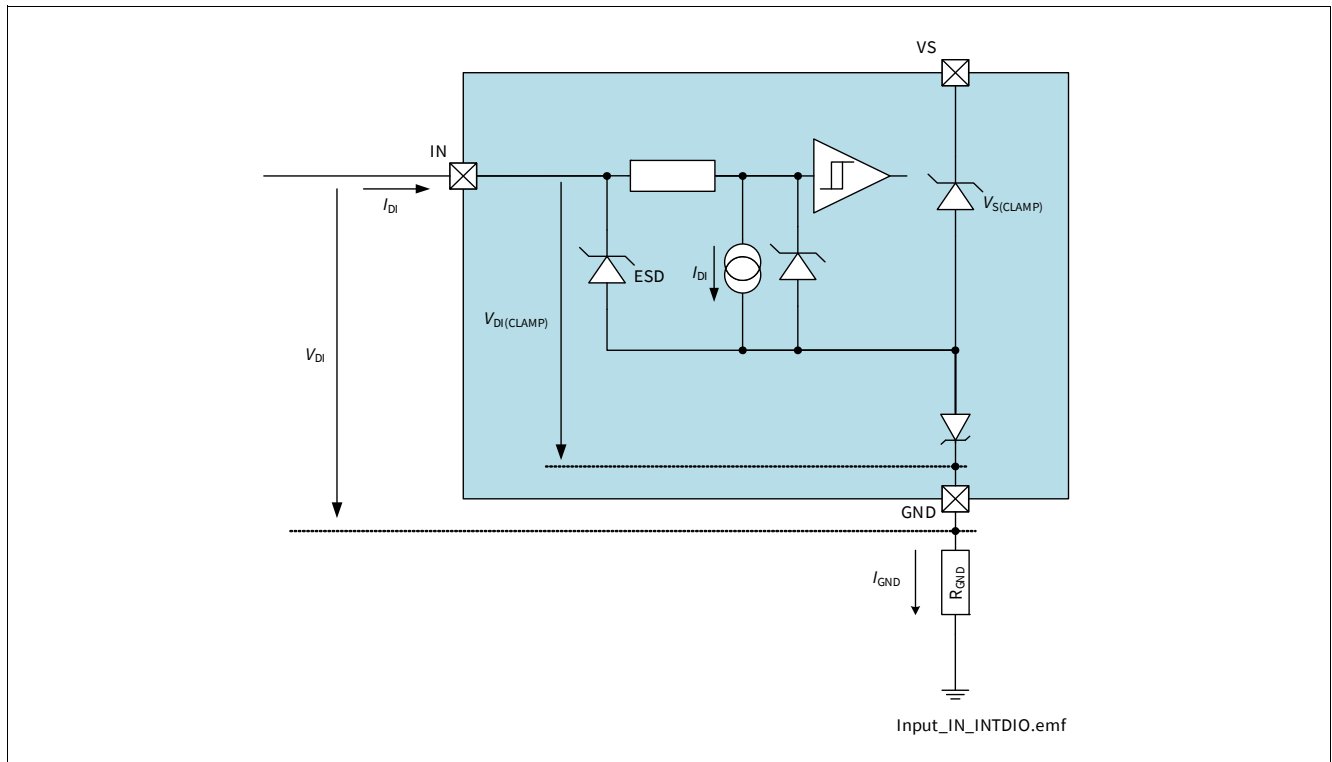 VS
IN
I_DI
V_S(CLAMP)
I_DI
ESD
V_DI(CLAMP)
V_DI
GND
I_GND
R_GND
Input_IN_INTDIO.emf